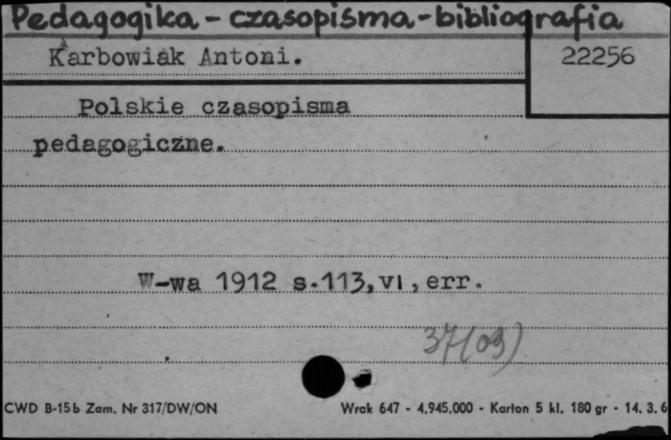 Pedagogika - czasopisma - bibliografia
Karbowiak Antoni.
22256
Polskie czasopisma
pedagogiczne.
W-wa 1912 s.113,vi,err.
37(09)
CWD B-15b Zam. Nr 317/DW/ON
Wrak 647 - 4.945.000 - Karton 5 kl. 180 gr - 14. 3. 6